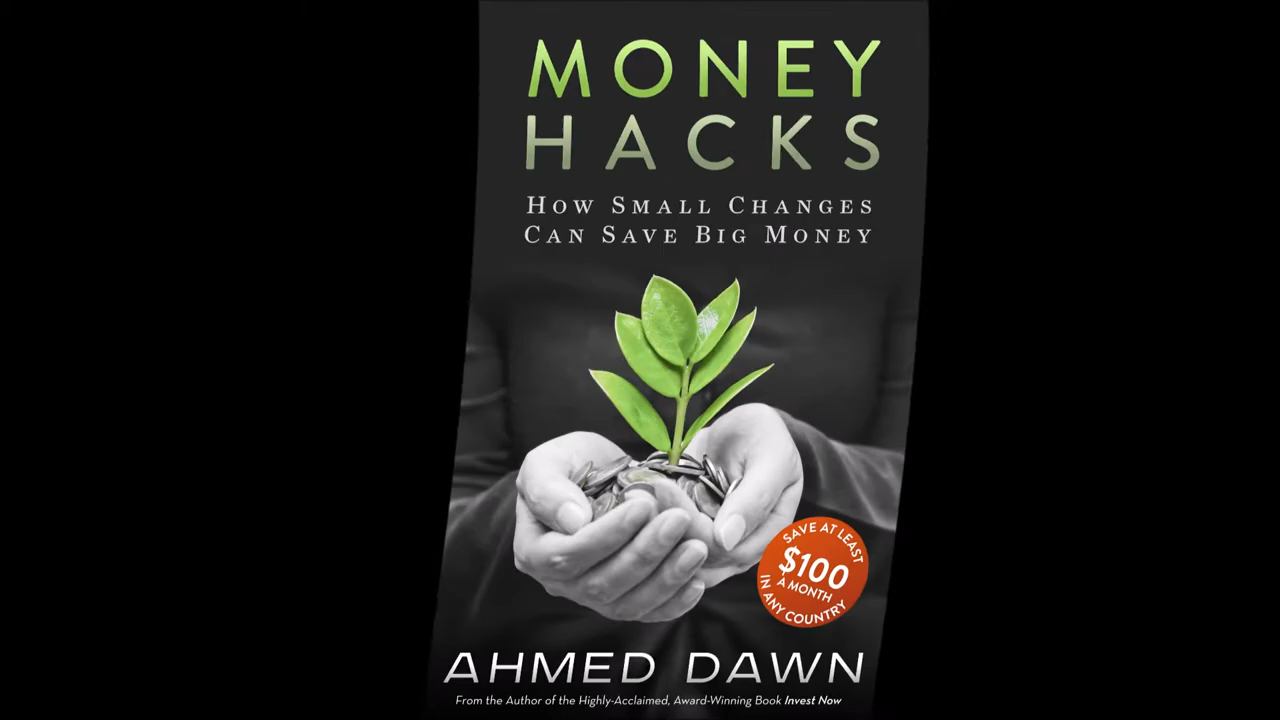 MONEY
HACKS
HOW SMALL CHANGES
CAN SAVE BIG MONEY
SAVE AT LEAST
$100
A MONTH
IN ANY COUNTRY
AHMED DAWN
From the Author of the Highly-Acclaimed, Award-Winning Book Invest Now